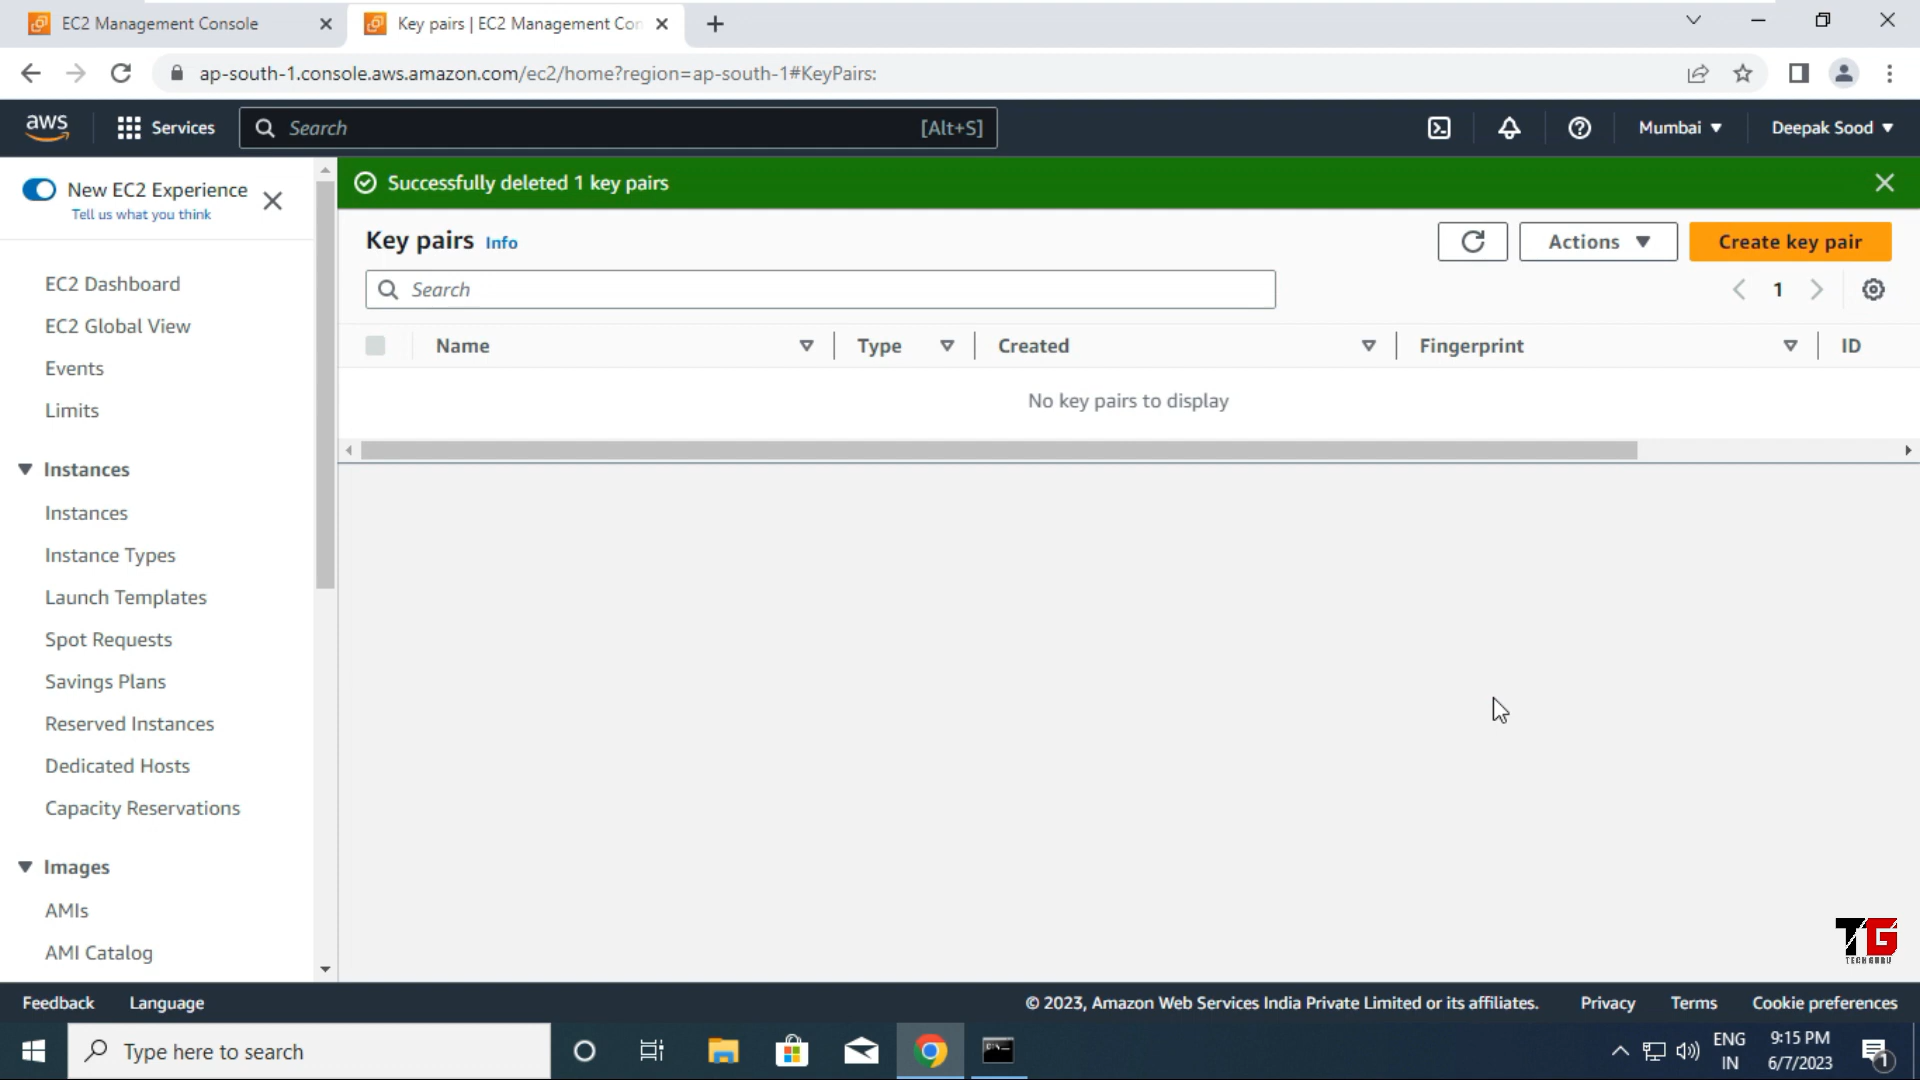 EC2 Management Console
Key pairs | EC2 Management Con
ap-south-1.console.aws.amazon.com/ec2/home?region=ap-south-1#KeyPairs:
aws
Services
Search
[Alt+S]
Mumbai
Deepak Sood
New EC2 Experience
Tell us what you think
Successfully deleted 1 key pairs
Key pairs Info
Actions
Create key pair
Search
1
Name
Type
Created
Fingerprint
ID
No key pairs to display
EC2 Dashboard
EC2 Global View
Events
Limits
Instances
Instances
Instance Types
Launch Templates
Spot Requests
Savings Plans
Reserved Instances
Dedicated Hosts
Capacity Reservations
Images
AMIs
AMI Catalog
TG
TECH GURU
Feedback
Language
© 2023, Amazon Web Services India Private Limited or its affiliates.
Privacy
Terms
Cookie preferences
Type here to search
ENG
IN
9:15 PM
6/7/2023
1